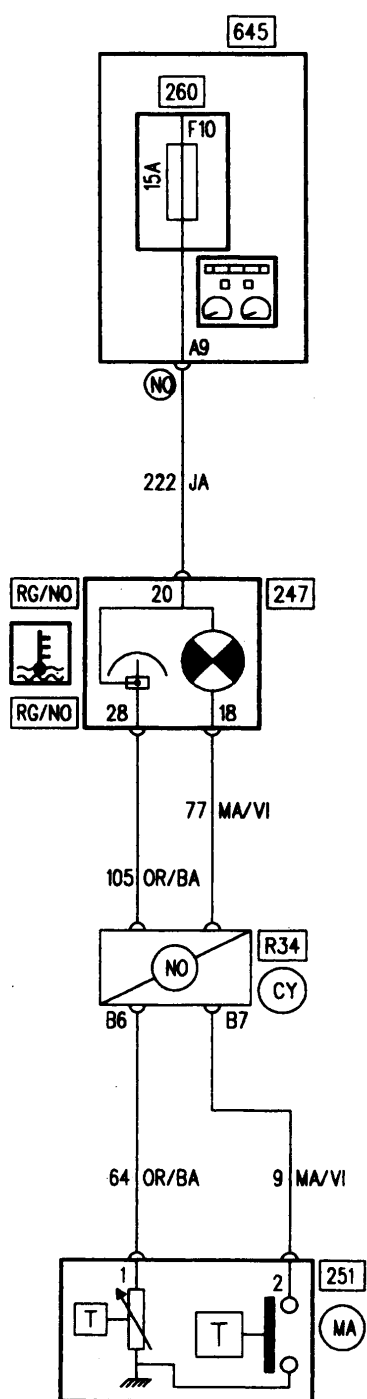 645
260
F10
15A
A9
NO
222 JA
RG/NO 20 247
RG/NO 28 18
77 MA/VI
105 OR/BA
NO R34
CY
B6 B7
64 OR/BA 9 MA/VI
1 2 251
T T MA